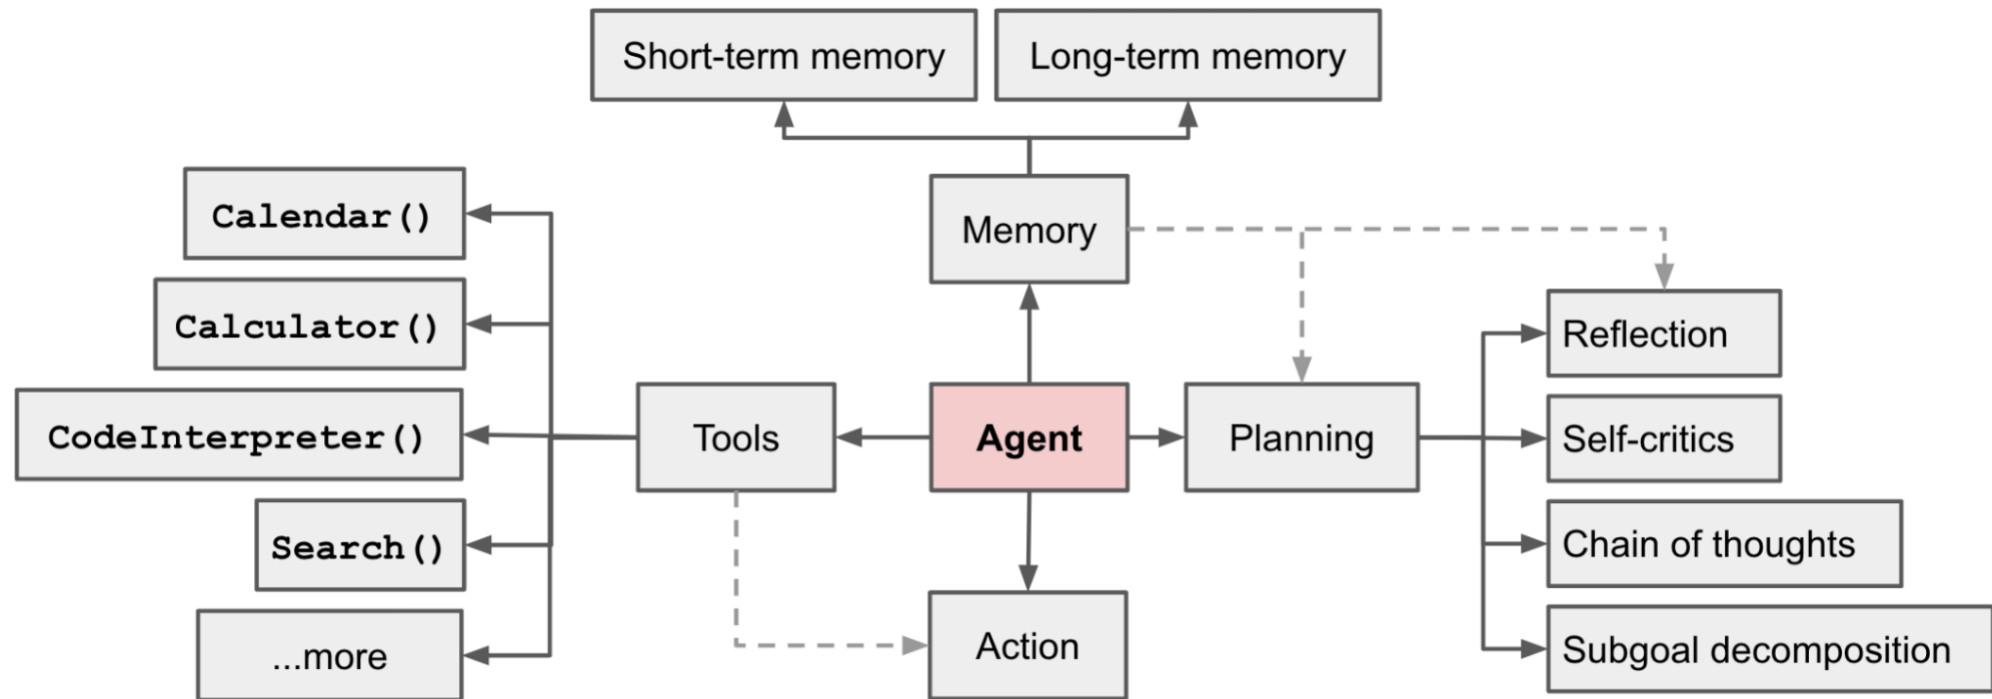 Short-term memory
Long-term memory
Calendar()
Memory
Calculator()
Reflection
CodeInterpreter()
Tools
Agent
Planning
Self-critics
Search()
Chain of thoughts
...more
Action
Subgoal decomposition